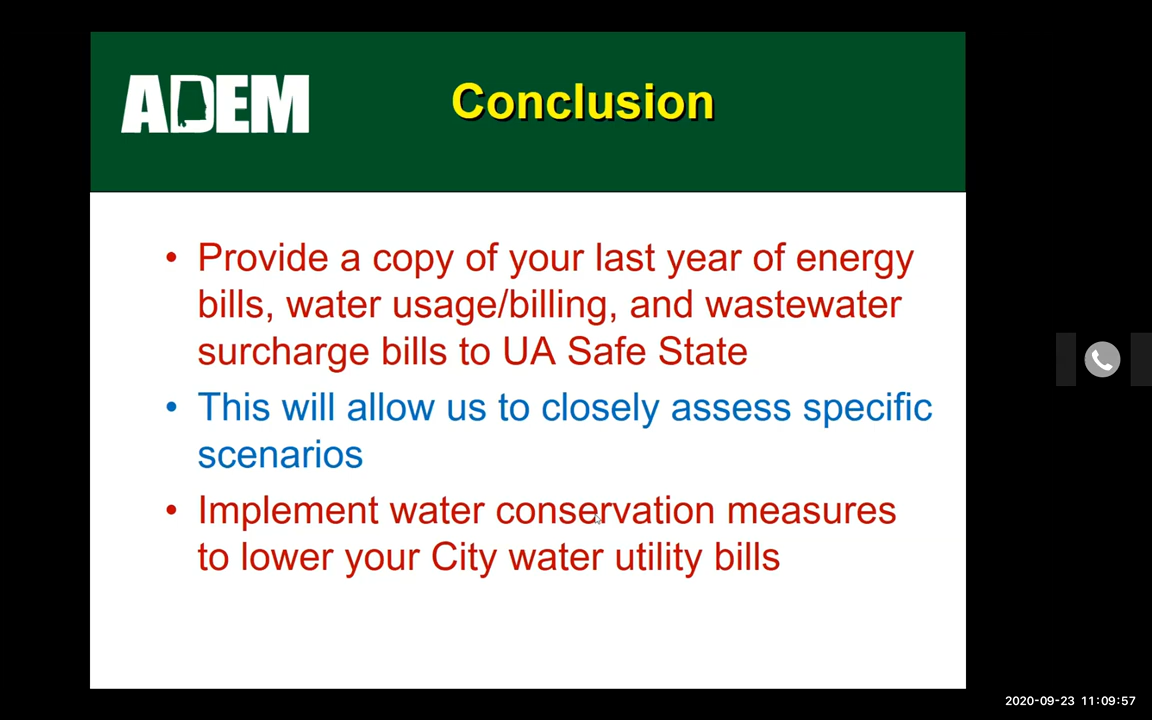 ADEM
Conclusion
• Provide a copy of your last year of energy
bills, water usage/billing, and wastewater
surcharge bills to UA Safe State
• This will allow us to closely assess specific
scenarios
• Implement water conservation measures
to lower your City water utility bills
2020-09-23 11:09:57